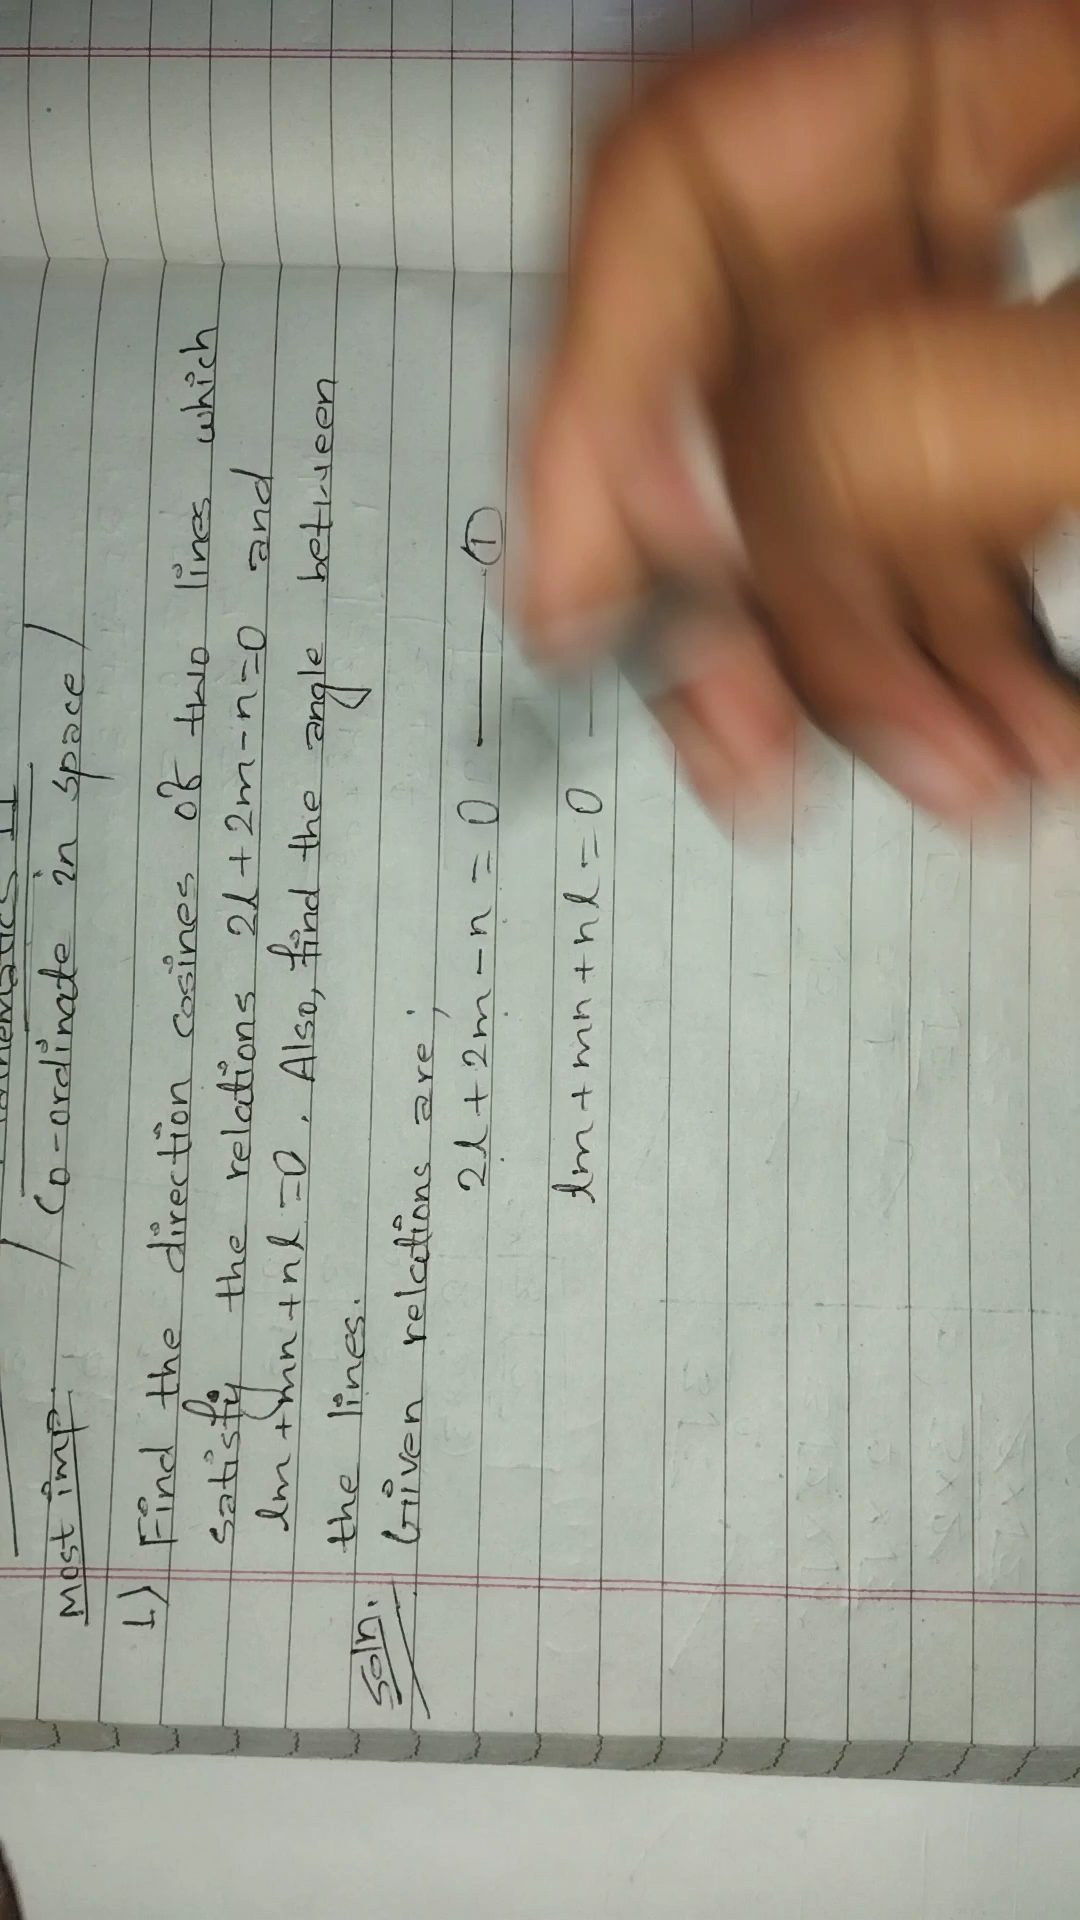 Most imp / Co-ordinate in space /
1) Find the direction cosines of two lines which
satisfy the relations 2l + 2m - n = 0 and
lm + mn + nl = 0. Also, find the angle between
the lines.
Soln. Given relations are,
2l + 2m - n = 0 —— ①
lm + mn + nl = 0 —